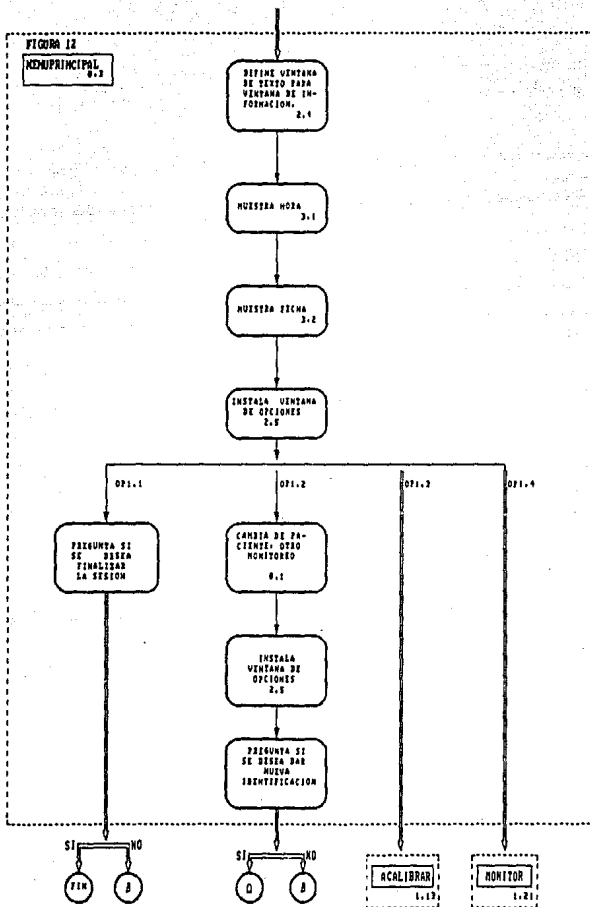 FIGURA 12
MENUPRINCIPAL
0.3
DEFINE VENTANA
DE TEXTO PARA
VENTANA DE IN-
FORMACION.
2.4
MUESTRA HORA
3.1
MUESTRA FECHA
3.2
INSTALA VENTANA
DE OPCIONES
2.5
OP1.1
OP1.2
OP1.3
OP1.4
PREGUNTA SI
SE DESEA
FINALIZAR
LA SESION
CAMBIA DE PA-
CIENTE: OTRO
MONITOREO
0.1
INSTALA
VENTANA DE
OPCIONES
2.5
PREGUNTA SI
SE DESEA DAR
NUEVA
IDENTIFICACION
SI NO
FIN β
SI NO
Ω β
ACALIBRAR
1.13
MONITOR
1.21